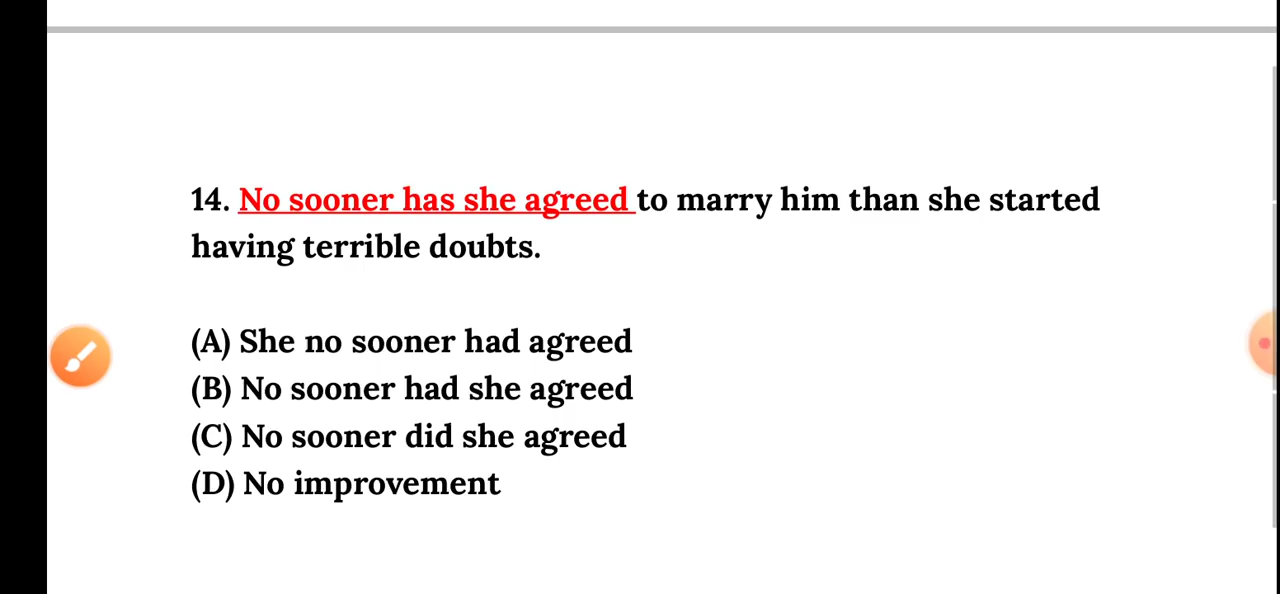 14. No sooner has she agreed to marry him than she started
having terrible doubts.
(A) She no sooner had agreed
(B) No sooner had she agreed
(C) No sooner did she agreed
(D) No improvement